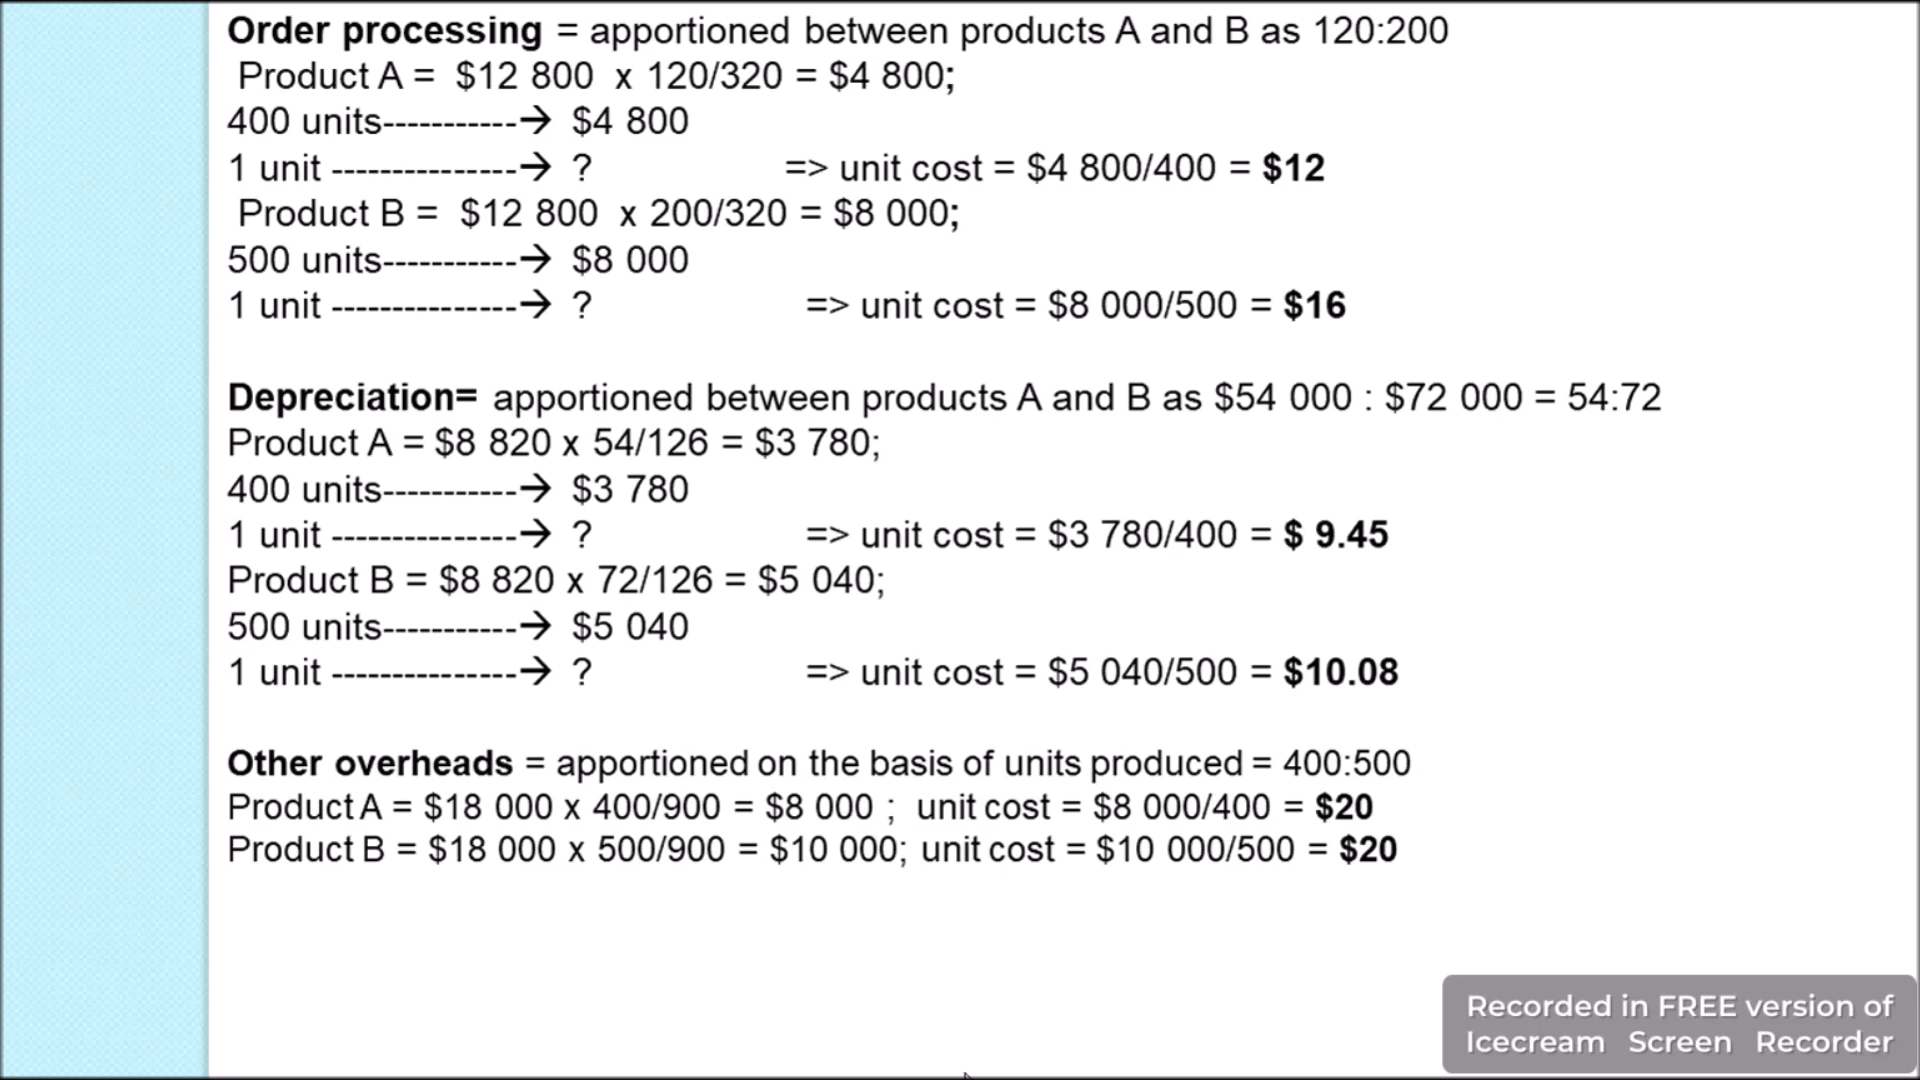 Order processing = apportioned between products A and B as 120:200
Product A = $12 800 x 120/320 = $4 800;
400 units-----------→ $4 800
1 unit ---------------→ ? => unit cost = $4 800/400 = $12
Product B = $12 800 x 200/320 = $8 000;
500 units-----------→ $8 000
1 unit ---------------→ ? => unit cost = $8 000/500 = $16
Depreciation= apportioned between products A and B as $54 000 : $72 000 = 54:72
Product A = $8 820 x 54/126 = $3 780;
400 units-----------→ $3 780
1 unit ---------------→ ? => unit cost = $3 780/400 = $ 9.45
Product B = $8 820 x 72/126 = $5 040;
500 units-----------→ $5 040
1 unit ---------------→ ? => unit cost = $5 040/500 = $10.08
Other overheads = apportioned on the basis of units produced = 400:500
Product A = $18 000 x 400/900 = $8 000 ; unit cost = $8 000/400 = $20
Product B = $18 000 x 500/900 = $10 000; unit cost = $10 000/500 = $20
Recorded in FREE version of
Icecream Screen Recorder